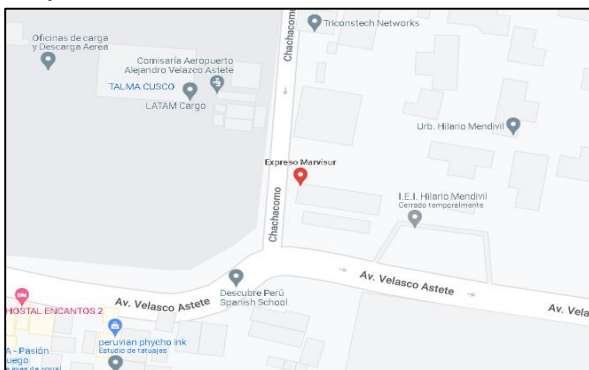 Triconstech Networks
Oficinas de carga
y Descarga Aerea
Chachacomo
Comisaría Aeropuerto
Alejandro Velazco Astete
TALMA CUSCO
LATAM Cargo
Urb. Hilario Mendivil
Expreso Marvisur
I.E.I. Hilario Mendivil
Cerrado temporalmente
Chachacomo
Av. Velasco Astete
Descubre Perú
Spanish School
Av. Velasco Astete
Av. Vela
HOSTAL ENCANTOS 2
peruvian phycho ink
Estudio de tatuajes
A - Pasión
uego